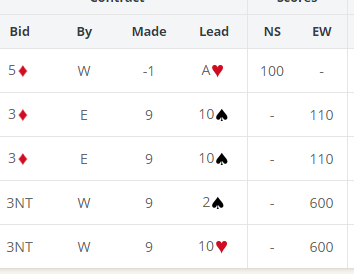 Contract Scores
Bid By Made Lead NS EW
5♦ W -1 A♥ 100 -
3♦ E 9 10♠ - 110
3♦ E 9 10♠ - 110
3NT W 9 2♠ - 600
3NT W 9 10♥ - 600